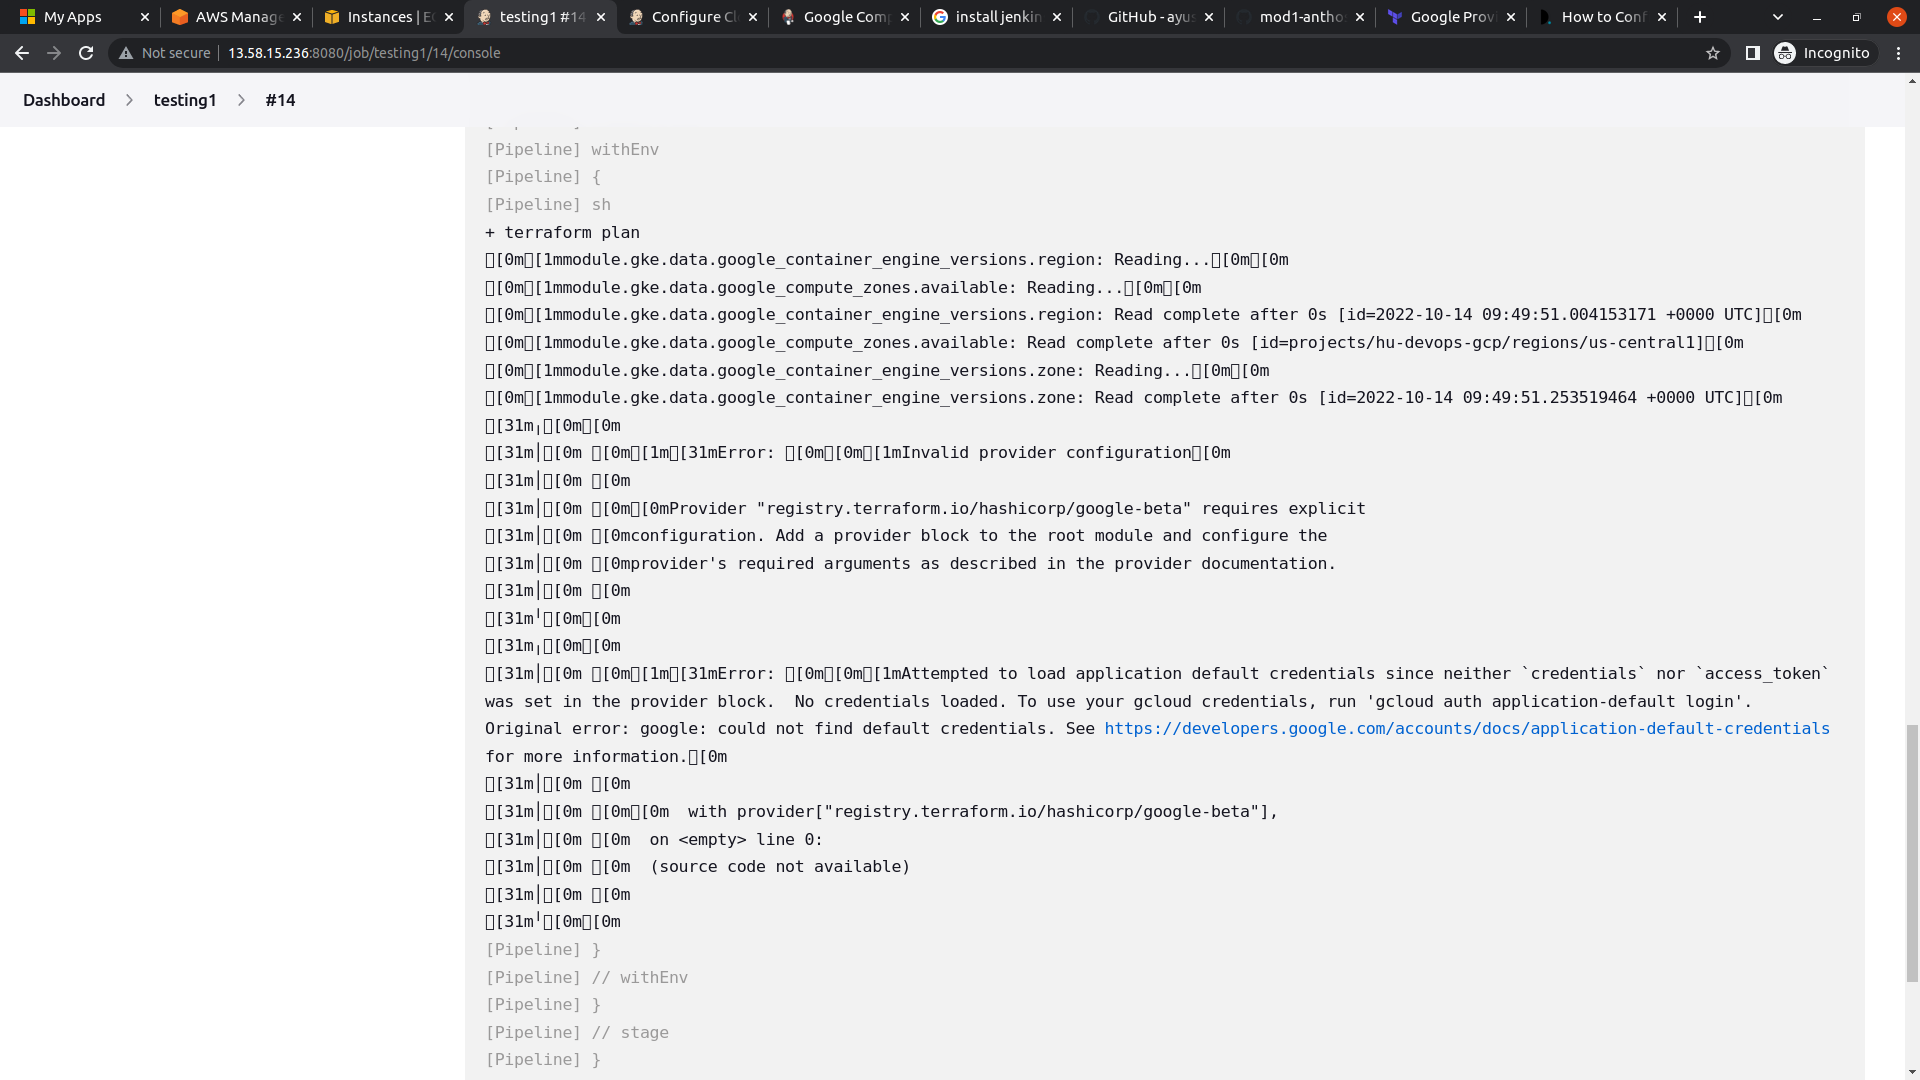 My Apps
AWS Manage
Instances | E
testing1 #14
Configure Cl
Google Comp
install jenkin
GitHub - ayus
mod1-antho
Google Prov
How to Conf
Not secure
13.58.15.236:8080/job/testing1/14/console
Incognito
Dashboard
testing1
#14
[Pipeline] withEnv
[Pipeline] {
[Pipeline] sh
+ terraform plan
[0m[1mmodule.gke.data.google_container_engine_versions.region: Reading...[0m[0m
[0m[1mmodule.gke.data.google_compute_zones.available: Reading...[0m[0m
[0m[1mmodule.gke.data.google_container_engine_versions.region: Read complete after 0s [id=2022-10-14 09:49:51.004153171 +0000 UTC][0m
[0m[1mmodule.gke.data.google_compute_zones.available: Read complete after 0s [id=projects/hu-devops-gcp/regions/us-central1][0m
[0m[1mmodule.gke.data.google_container_engine_versions.zone: Reading...[0m[0m
[0m[1mmodule.gke.data.google_container_engine_versions.zone: Read complete after 0s [id=2022-10-14 09:49:51.253519464 +0000 UTC][0m
[31m╷[0m[0m
[31m│[0m [0m[1m[31mError: [0m[0m[1mInvalid provider configuration[0m
[31m│[0m [0m
[31m│[0m [0m[0mProvider "registry.terraform.io/hashicorp/google-beta" requires explicit
[31m│[0m [0mconfiguration. Add a provider block to the root module and configure the
[31m│[0m [0mprovider's required arguments as described in the provider documentation.
[31m│[0m [0m
[31m╵[0m[0m
[31m╷[0m[0m
[31m│[0m [0m[1m[31mError: [0m[0m[1mAttempted to load application default credentials since neither `credentials` nor `access_token`
was set in the provider block.  No credentials loaded. To use your gcloud credentials, run 'gcloud auth application-default login'.
Original error: google: could not find default credentials. See https://developers.google.com/accounts/docs/application-default-credentials
for more information.[0m
[31m│[0m [0m
[31m│[0m [0m[0m  with provider["registry.terraform.io/hashicorp/google-beta"],
[31m│[0m [0m  on <empty> line 0:
[31m│[0m [0m  (source code not available)
[31m│[0m [0m
[31m╵[0m[0m
[Pipeline] }
[Pipeline] // withEnv
[Pipeline] }
[Pipeline] // stage
[Pipeline] }